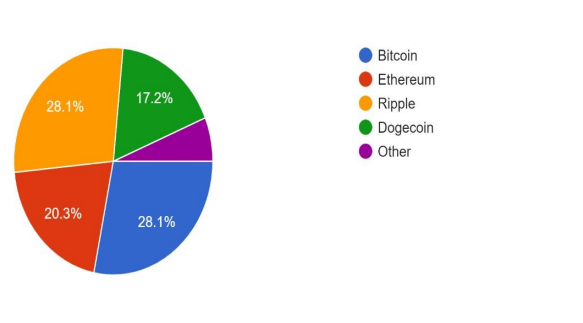 28.1%
17.2%
20.3%
28.1%
Bitcoin
Ethereum
Ripple
Dogecoin
Other